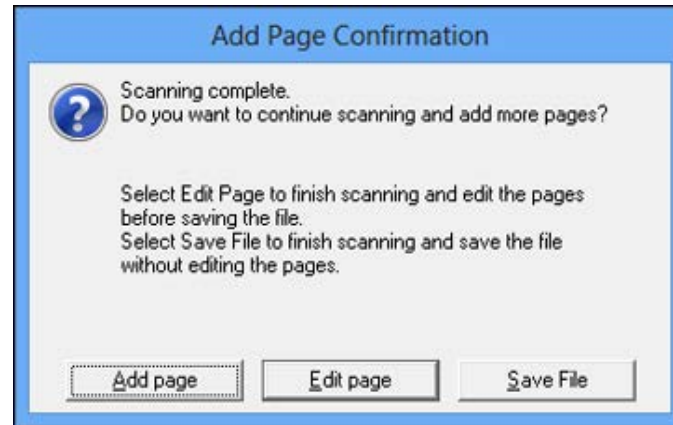 Add Page Confirmation
Scanning complete.
Do you want to continue scanning and add more pages?
Select Edit Page to finish scanning and edit the pages
before saving the file.
Select Save File to finish scanning and save the file
without editing the pages.
Add page Edit page Save File